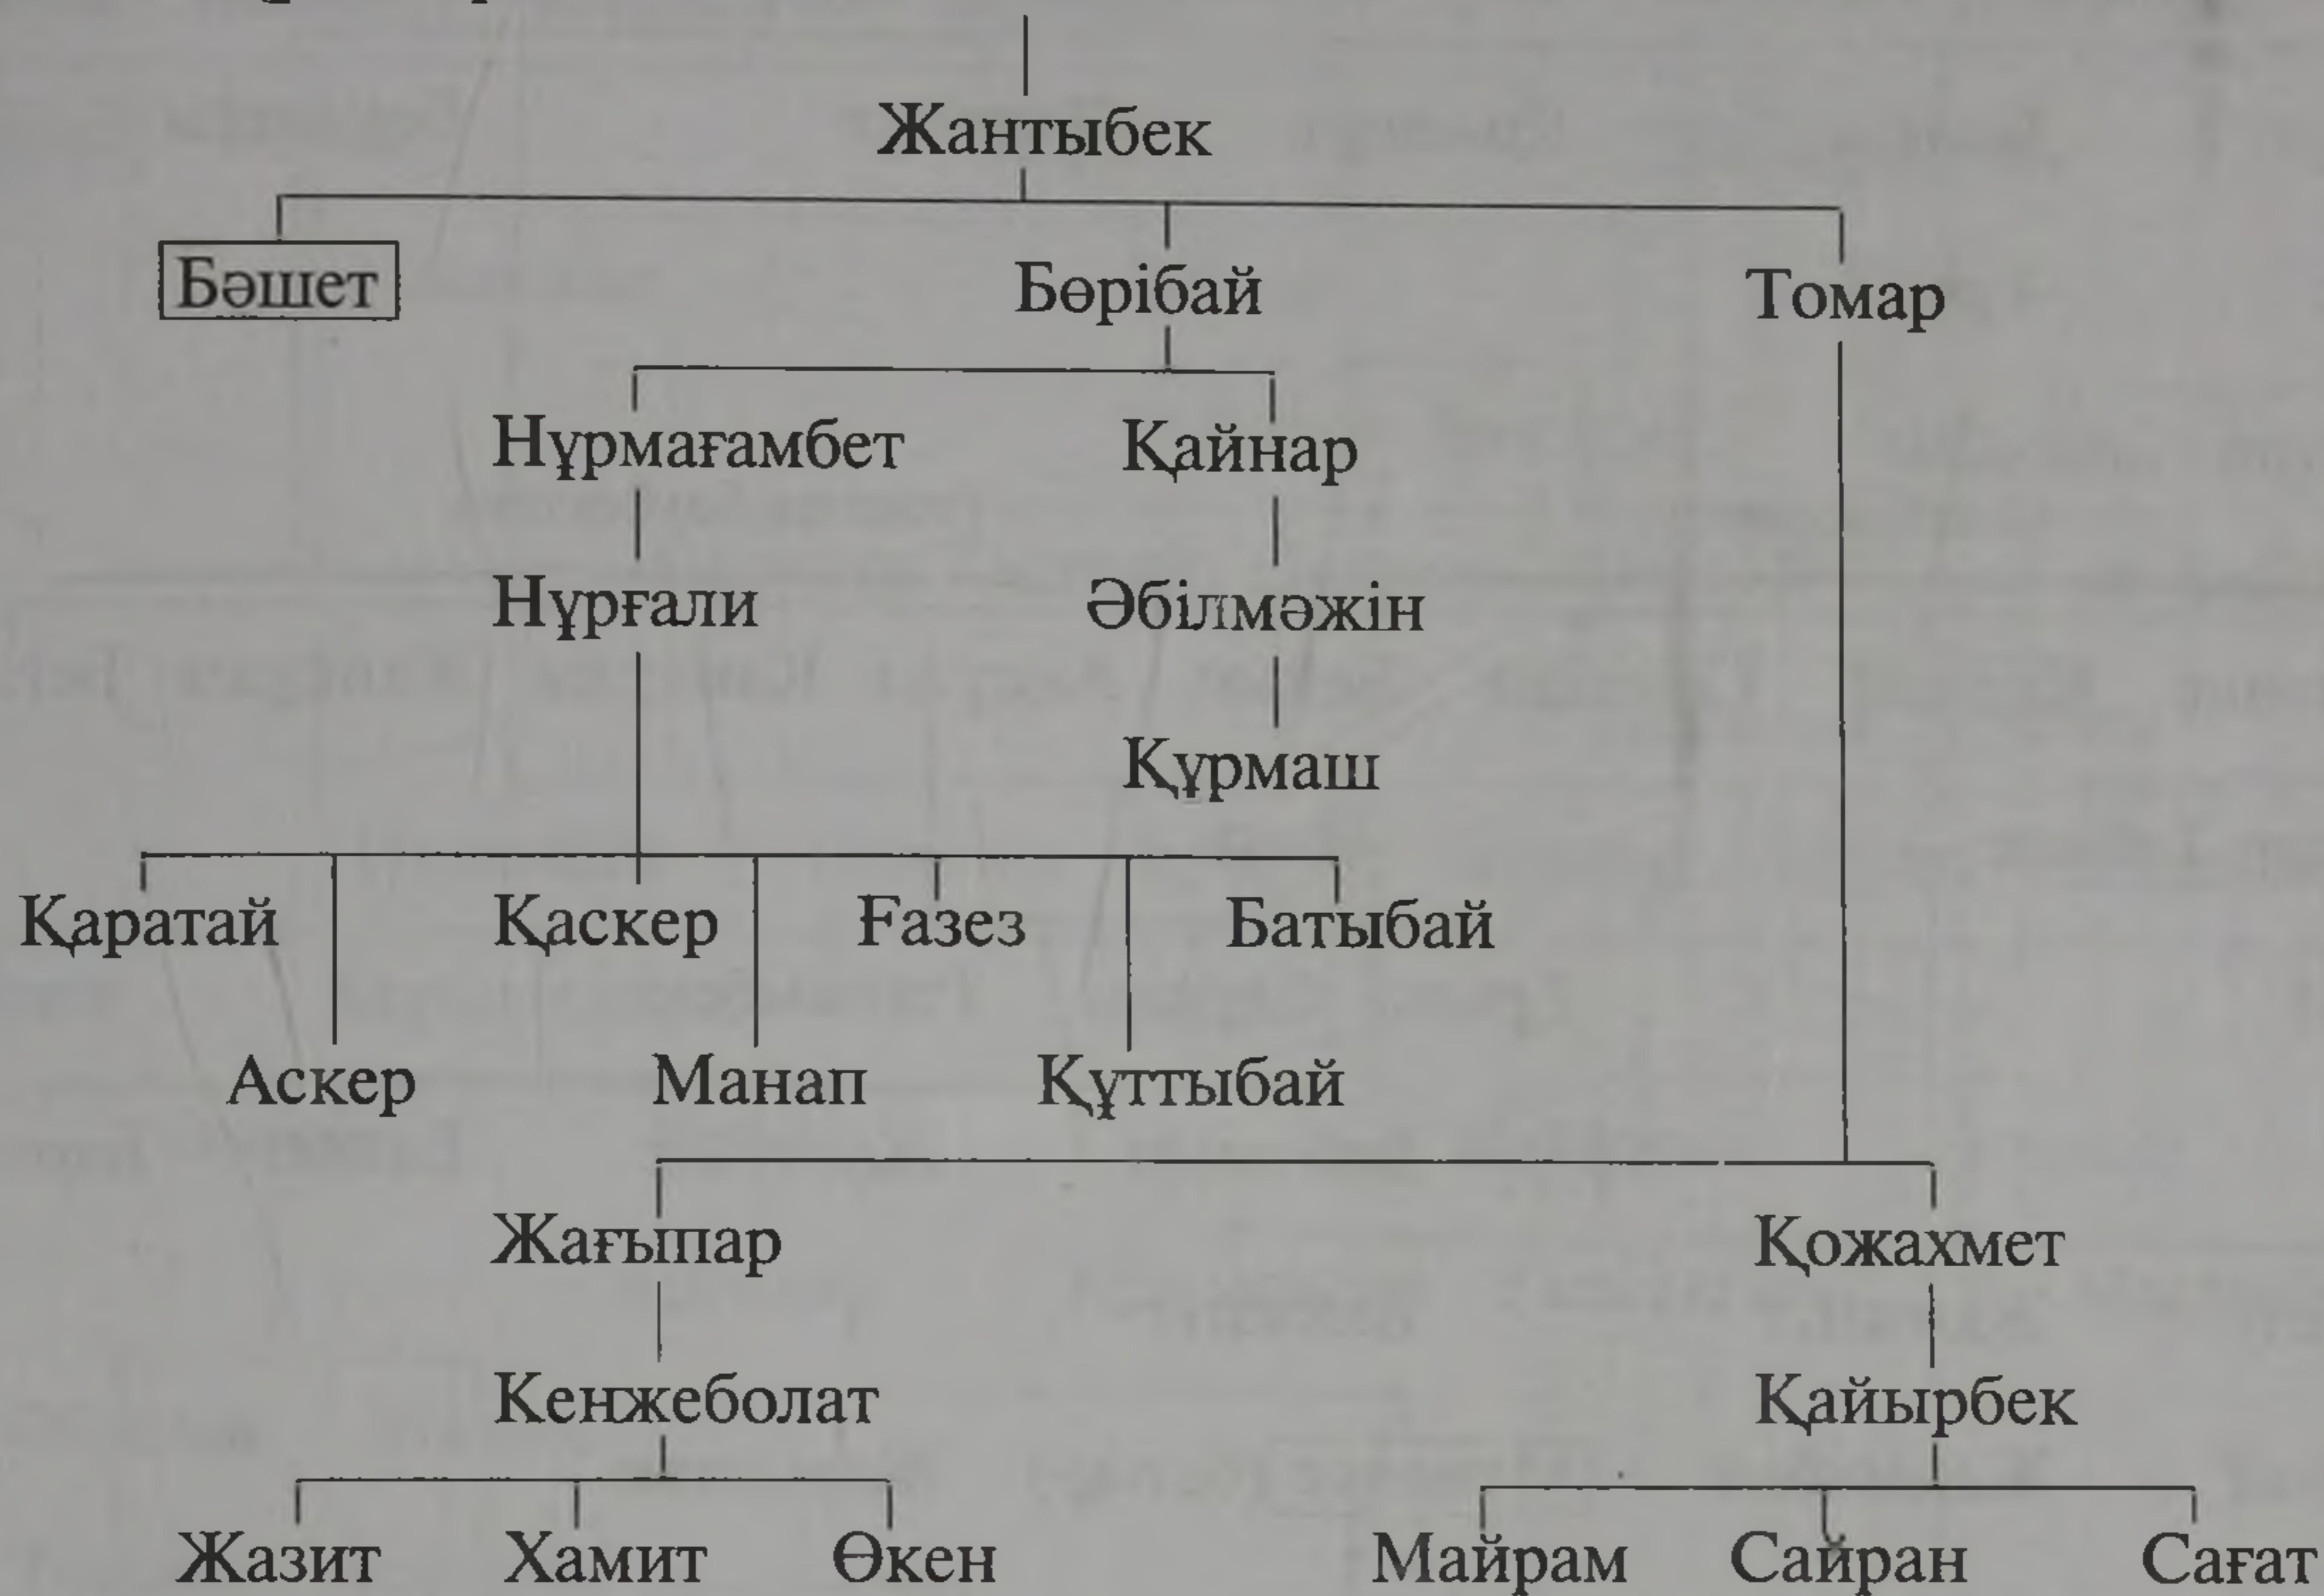 Жантыбек
Бәшет Бөрібай Томар
Нұрмағамбет Қайнар
Нұрғали Әбілмәжін
Құрмаш
Қаратай Қаскер Ғазез Батыбай
Аскер Манап Құттыбай
Жағыпар Қожахмет
Кенжеболат Қайырбек
Жазит Хамит Өкен Майрам Сайран Сағат